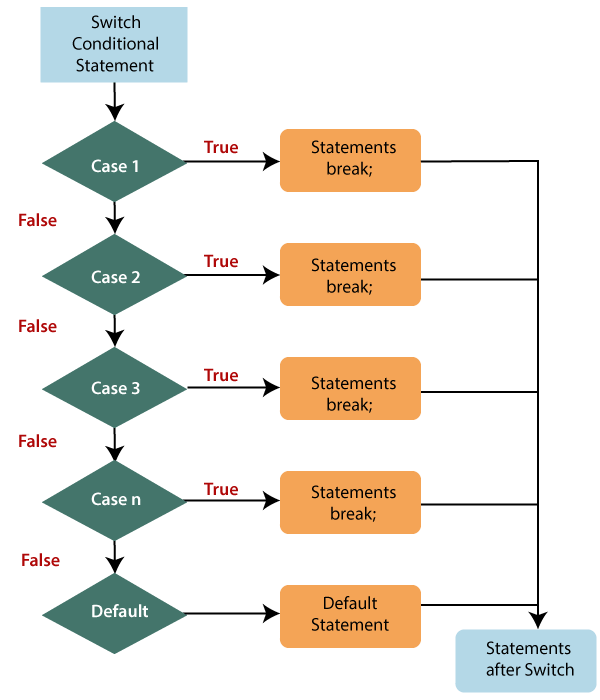 Switch
Conditional
Statement
Case 1
True
Statements
break;
False
Case 2
True
Statements
break;
False
Case 3
True
Statements
break;
False
Case n
True
Statements
break;
False
Default
Default
Statement
Statements
after Switch